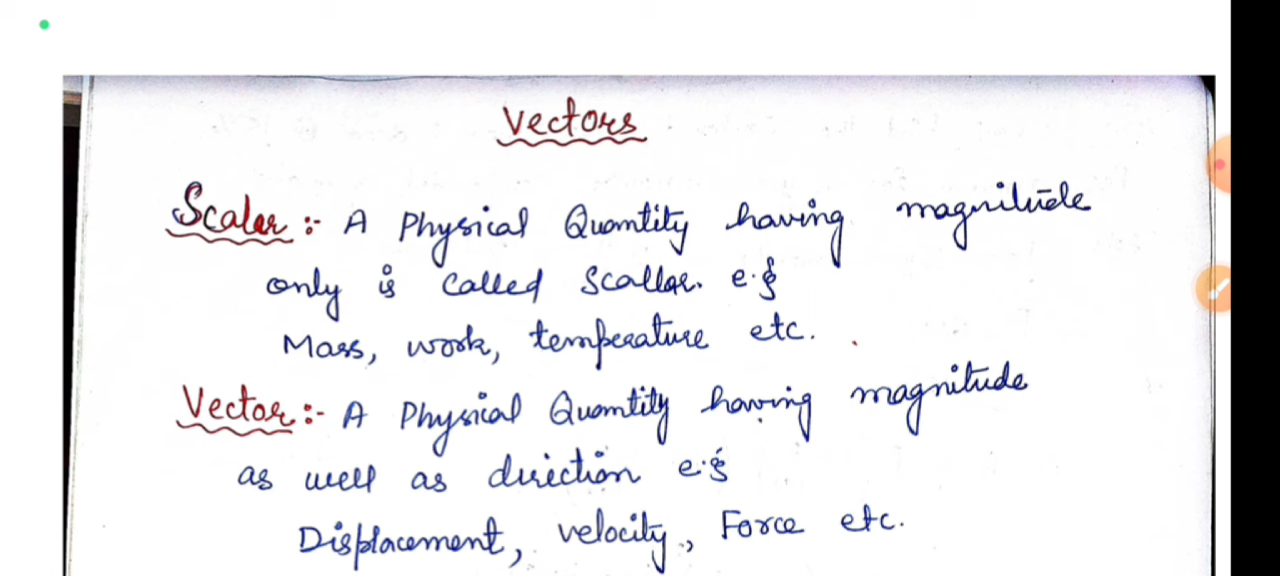 Vectors
Scaler :- A Physical Quantity having magnitude
only is called Scallar. e.g
Mass, work, temperature etc.
Vector :- A Physical Quantity having magnitude
as well as direction e.g
Displacement, velocity, Force etc.